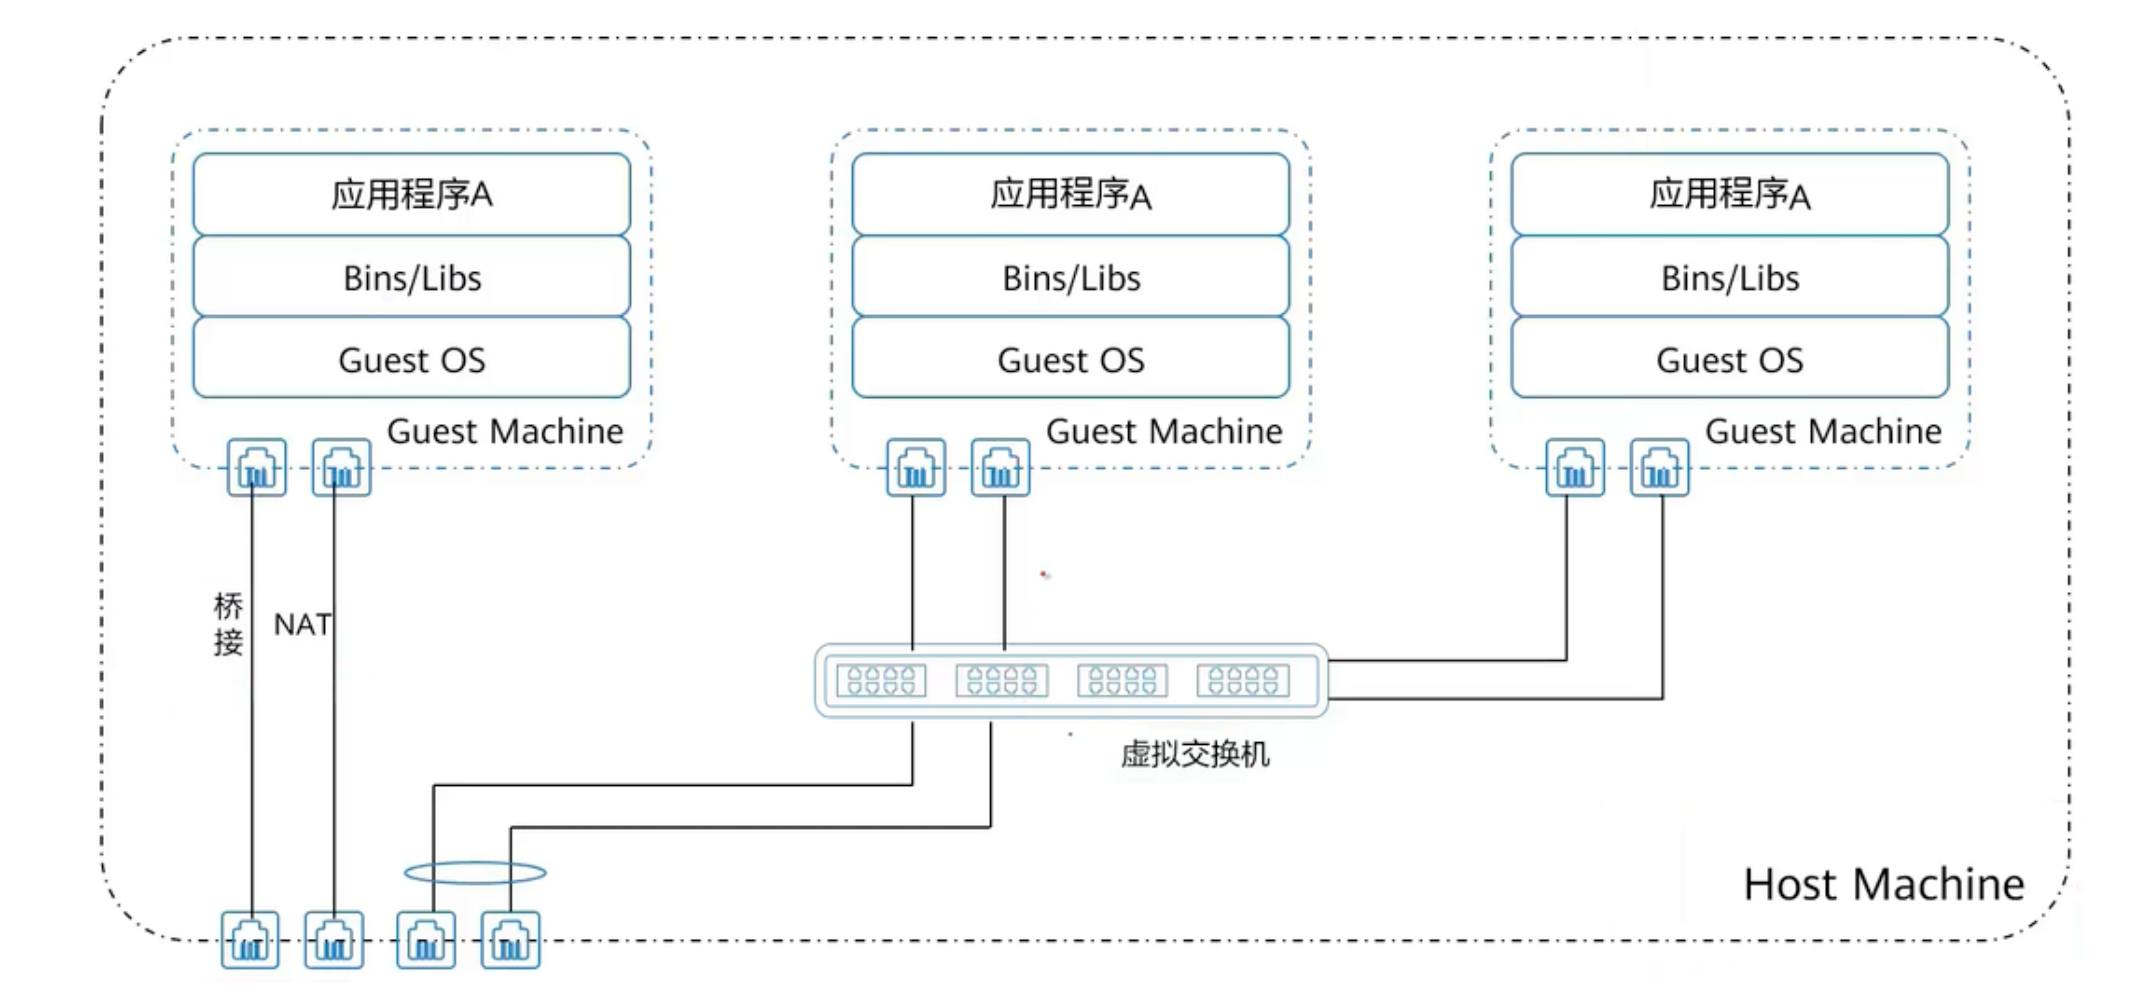 应用程序A
Bins/Libs
Guest OS
Guest Machine
应用程序A
Bins/Libs
Guest OS
Guest Machine
应用程序A
Bins/Libs
Guest OS
Guest Machine
桥接
NAT
虚拟交换机
Host Machine